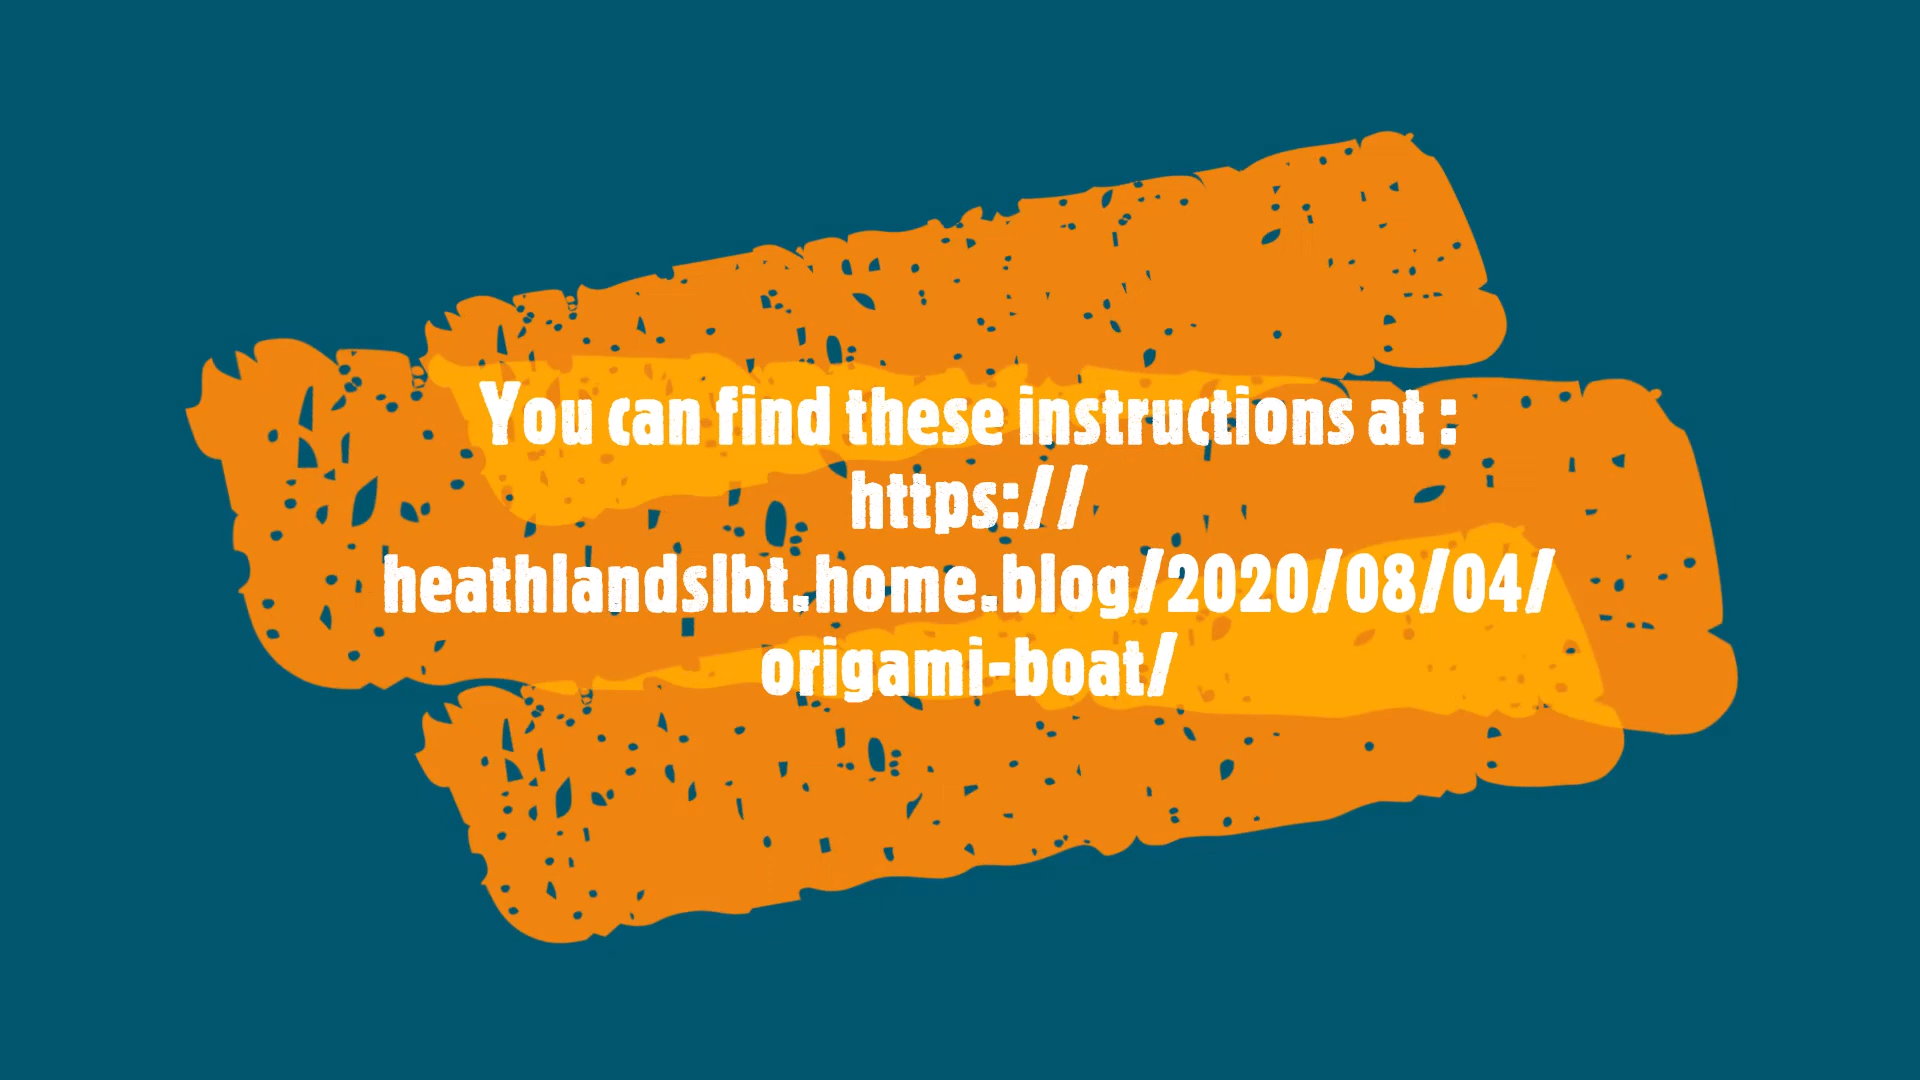 You can find these instructions at :
https://
heathlandslbt.home.blog/2020/08/04/
origami-boat/